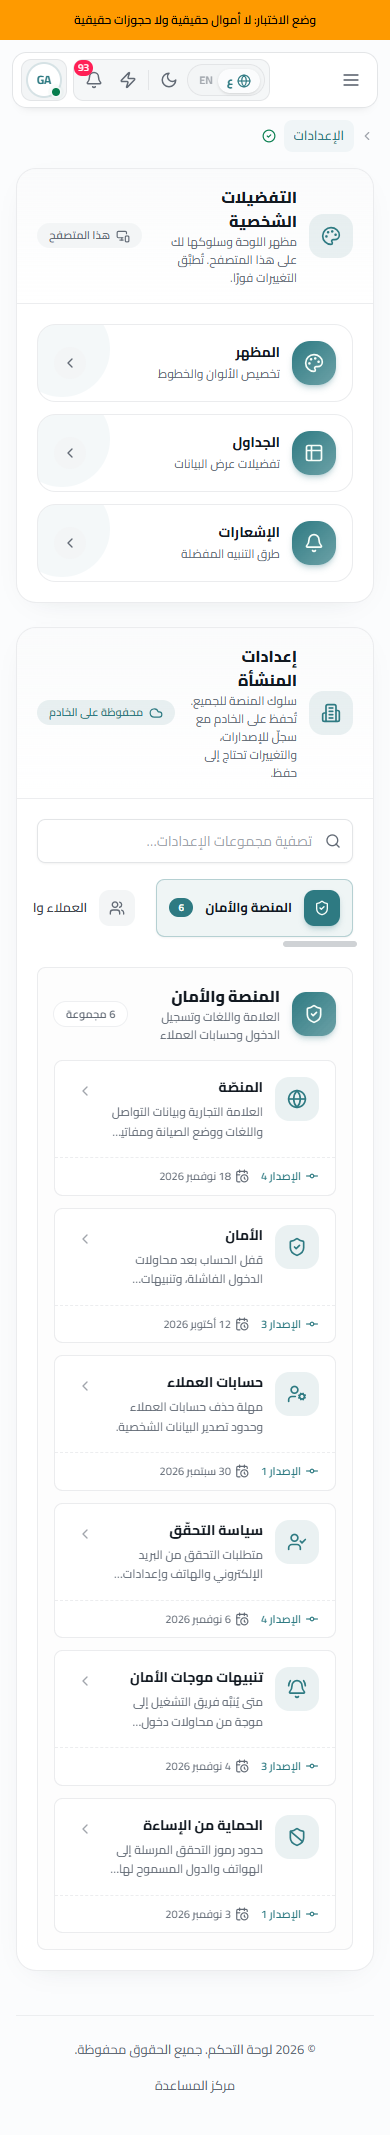 وضع الاختبار: لا أموال حقيقية ولا حجوزات حقيقية
ع EN
93
GA
الإعدادات
التفضيلات الشخصية
مظهر اللوحة وسلوكها لك على هذا المتصفح. تُطبَّق التغييرات فورًا.
هذا المتصفح
المظهر
تخصيص الألوان والخطوط
الجداول
تفضيلات عرض البيانات
الإشعارات
طرق التنبيه المفضلة
إعدادات المنشأة
سلوك المنصة للجميع. تُحفظ على الخادم مع سجلّ للإصدارات، والتغييرات تحتاج إلى حفظ.
محفوظة على الخادم
تصفية مجموعات الإعدادات...
المنصة والأمان 6
العملاء وا
المنصة والأمان
العلامة واللغات وتسجيل الدخول وحسابات العملاء
6 مجموعة
المنصّة
العلامة التجارية وبيانات التواصل واللغات ووضع الصيانة ومفاتي...
الإصدار 4
18 نوفمبر 2026
الأمان
قفل الحساب بعد محاولات الدخول الفاشلة، وتنبيهات...
الإصدار 3
12 أكتوبر 2026
حسابات العملاء
مهلة حذف حسابات العملاء وحدود تصدير البيانات الشخصية.
الإصدار 1
30 سبتمبر 2026
سياسة التحقّق
متطلبات التحقق من البريد الإلكتروني والهاتف وإعدادات...
الإصدار 4
6 نوفمبر 2026
تنبيهات موجات الأمان
متى يُنبَّه فريق التشغيل إلى موجة من محاولات دخول...
الإصدار 3
4 نوفمبر 2026
الحماية من الإساءة
حدود رموز التحقق المرسلة إلى الهواتف والدول المسموح لها...
الإصدار 1
3 نوفمبر 2026
© 2026 لوحة التحكم. جميع الحقوق محفوظة.
مركز المساعدة